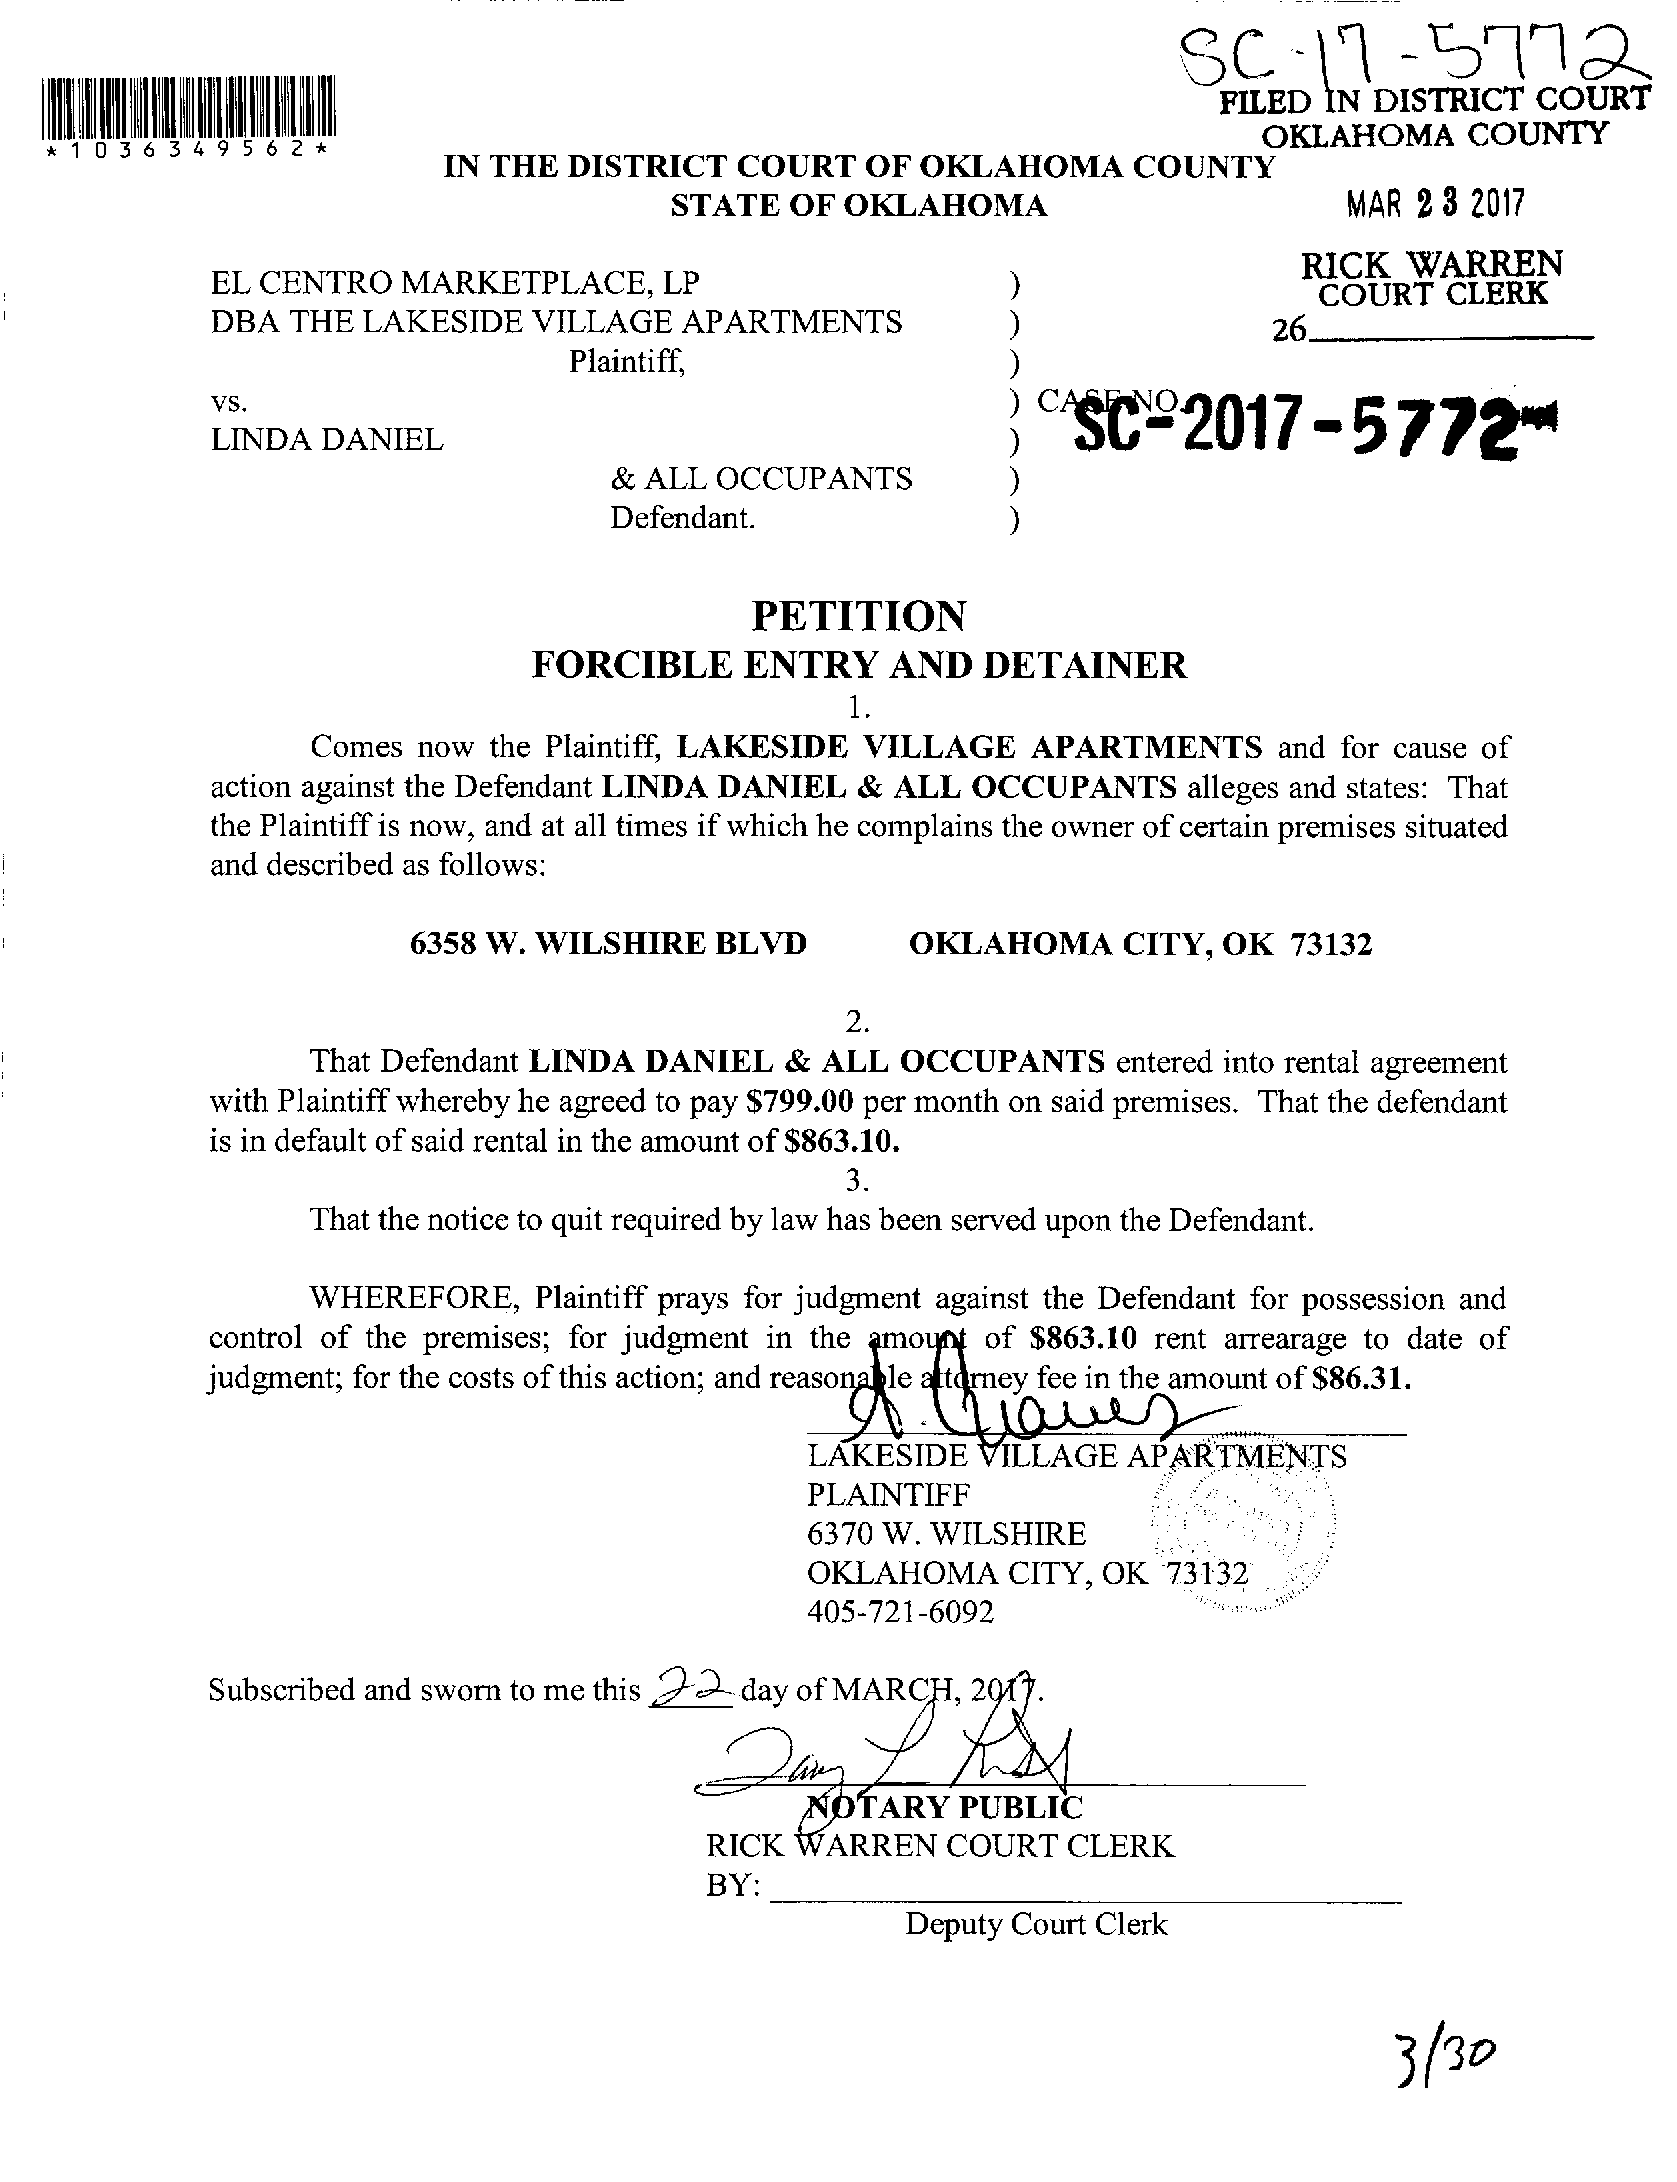 SC-17-5772
FILED IN DISTRICT COURT
OKLAHOMA COUNTY
*1036349562*
IN THE DISTRICT COURT OF OKLAHOMA COUNTY
STATE OF OKLAHOMA
MAR 23 2017
RICK WARREN
COURT CLERK
26
EL CENTRO MARKETPLACE, LP )
DBA THE LAKESIDE VILLAGE APARTMENTS )
Plaintiff, )
vs. ) CASE NO.
SC-2017-5772
LINDA DANIEL )
& ALL OCCUPANTS )
Defendant. )
PETITION
FORCIBLE ENTRY AND DETAINER
1.
Comes now the Plaintiff, LAKESIDE VILLAGE APARTMENTS and for cause of
action against the Defendant LINDA DANIEL & ALL OCCUPANTS alleges and states: That
the Plaintiff is now, and at all times if which he complains the owner of certain premises situated
and described as follows:
6358 W. WILSHIRE BLVD OKLAHOMA CITY, OK 73132
2.
That Defendant LINDA DANIEL & ALL OCCUPANTS entered into rental agreement
with Plaintiff whereby he agreed to pay $799.00 per month on said premises. That the defendant
is in default of said rental in the amount of $863.10.
3.
That the notice to quit required by law has been served upon the Defendant.
WHEREFORE, Plaintiff prays for judgment against the Defendant for possession and
control of the premises; for judgment in the amount of $863.10 rent arrearage to date of
judgment; for the costs of this action; and reasonable attorney fee in the amount of $86.31.
LAKESIDE VILLAGE APARTMENTS
PLAINTIFF
6370 W. WILSHIRE
OKLAHOMA CITY, OK 73132
405-721-6092
Subscribed and sworn to me this 22 day of MARCH, 2017.
NOTARY PUBLIC
RICK WARREN COURT CLERK
BY:
Deputy Court Clerk
3/30